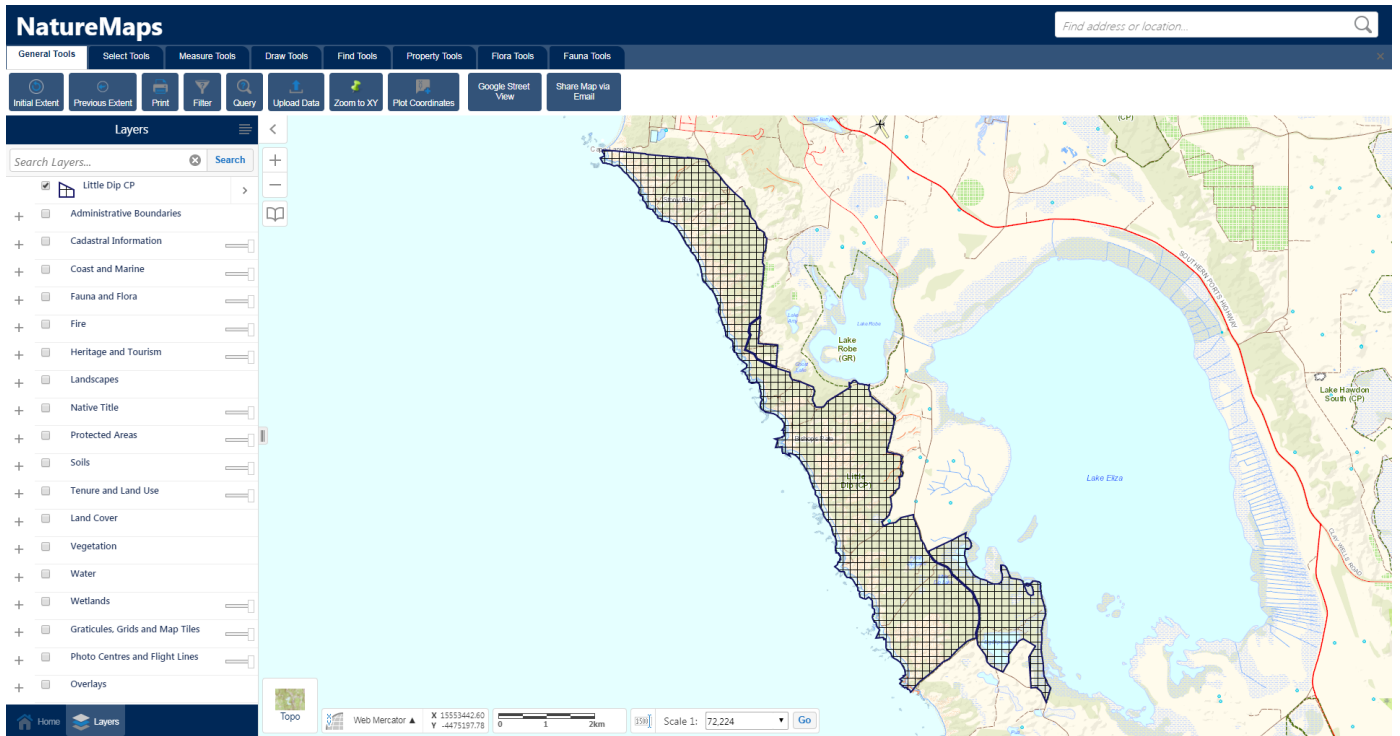 NatureMaps
Find address or location...
General Tools
Select Tools
Measure Tools
Draw Tools
Find Tools
Property Tools
Flora Tools
Fauna Tools
Initial Extent
Previous Extent
Print
Filter
Query
Upload Data
Zoom to XY
Plot Coordinates
Google Street
View
Share Map via
Email
Layers
Search Layers...
Search
Little Dip CP
Administrative Boundaries
Cadastral Information
Coast and Marine
Fauna and Flora
Fire
Heritage and Tourism
Landscapes
Native Title
Protected Areas
Soils
Tenure and Land Use
Land Cover
Vegetation
Water
Wetlands
Graticules, Grids and Map Tiles
Photo Centres and Flight Lines
Overlays
Home
Layers
(CP)
SOUTHERN PORTS HIGHWAY
Lake Robe
Lake
Robe
(GR)
Lake Hawdon
South (CP)
Little
Dip (CP)
Lake Eliza
CLAY WELLS ROAD
Topo
Web Mercator ▲
X 15553442.60
Y -4475197.78
0 1 2km
Scale 1: 72,224
Go